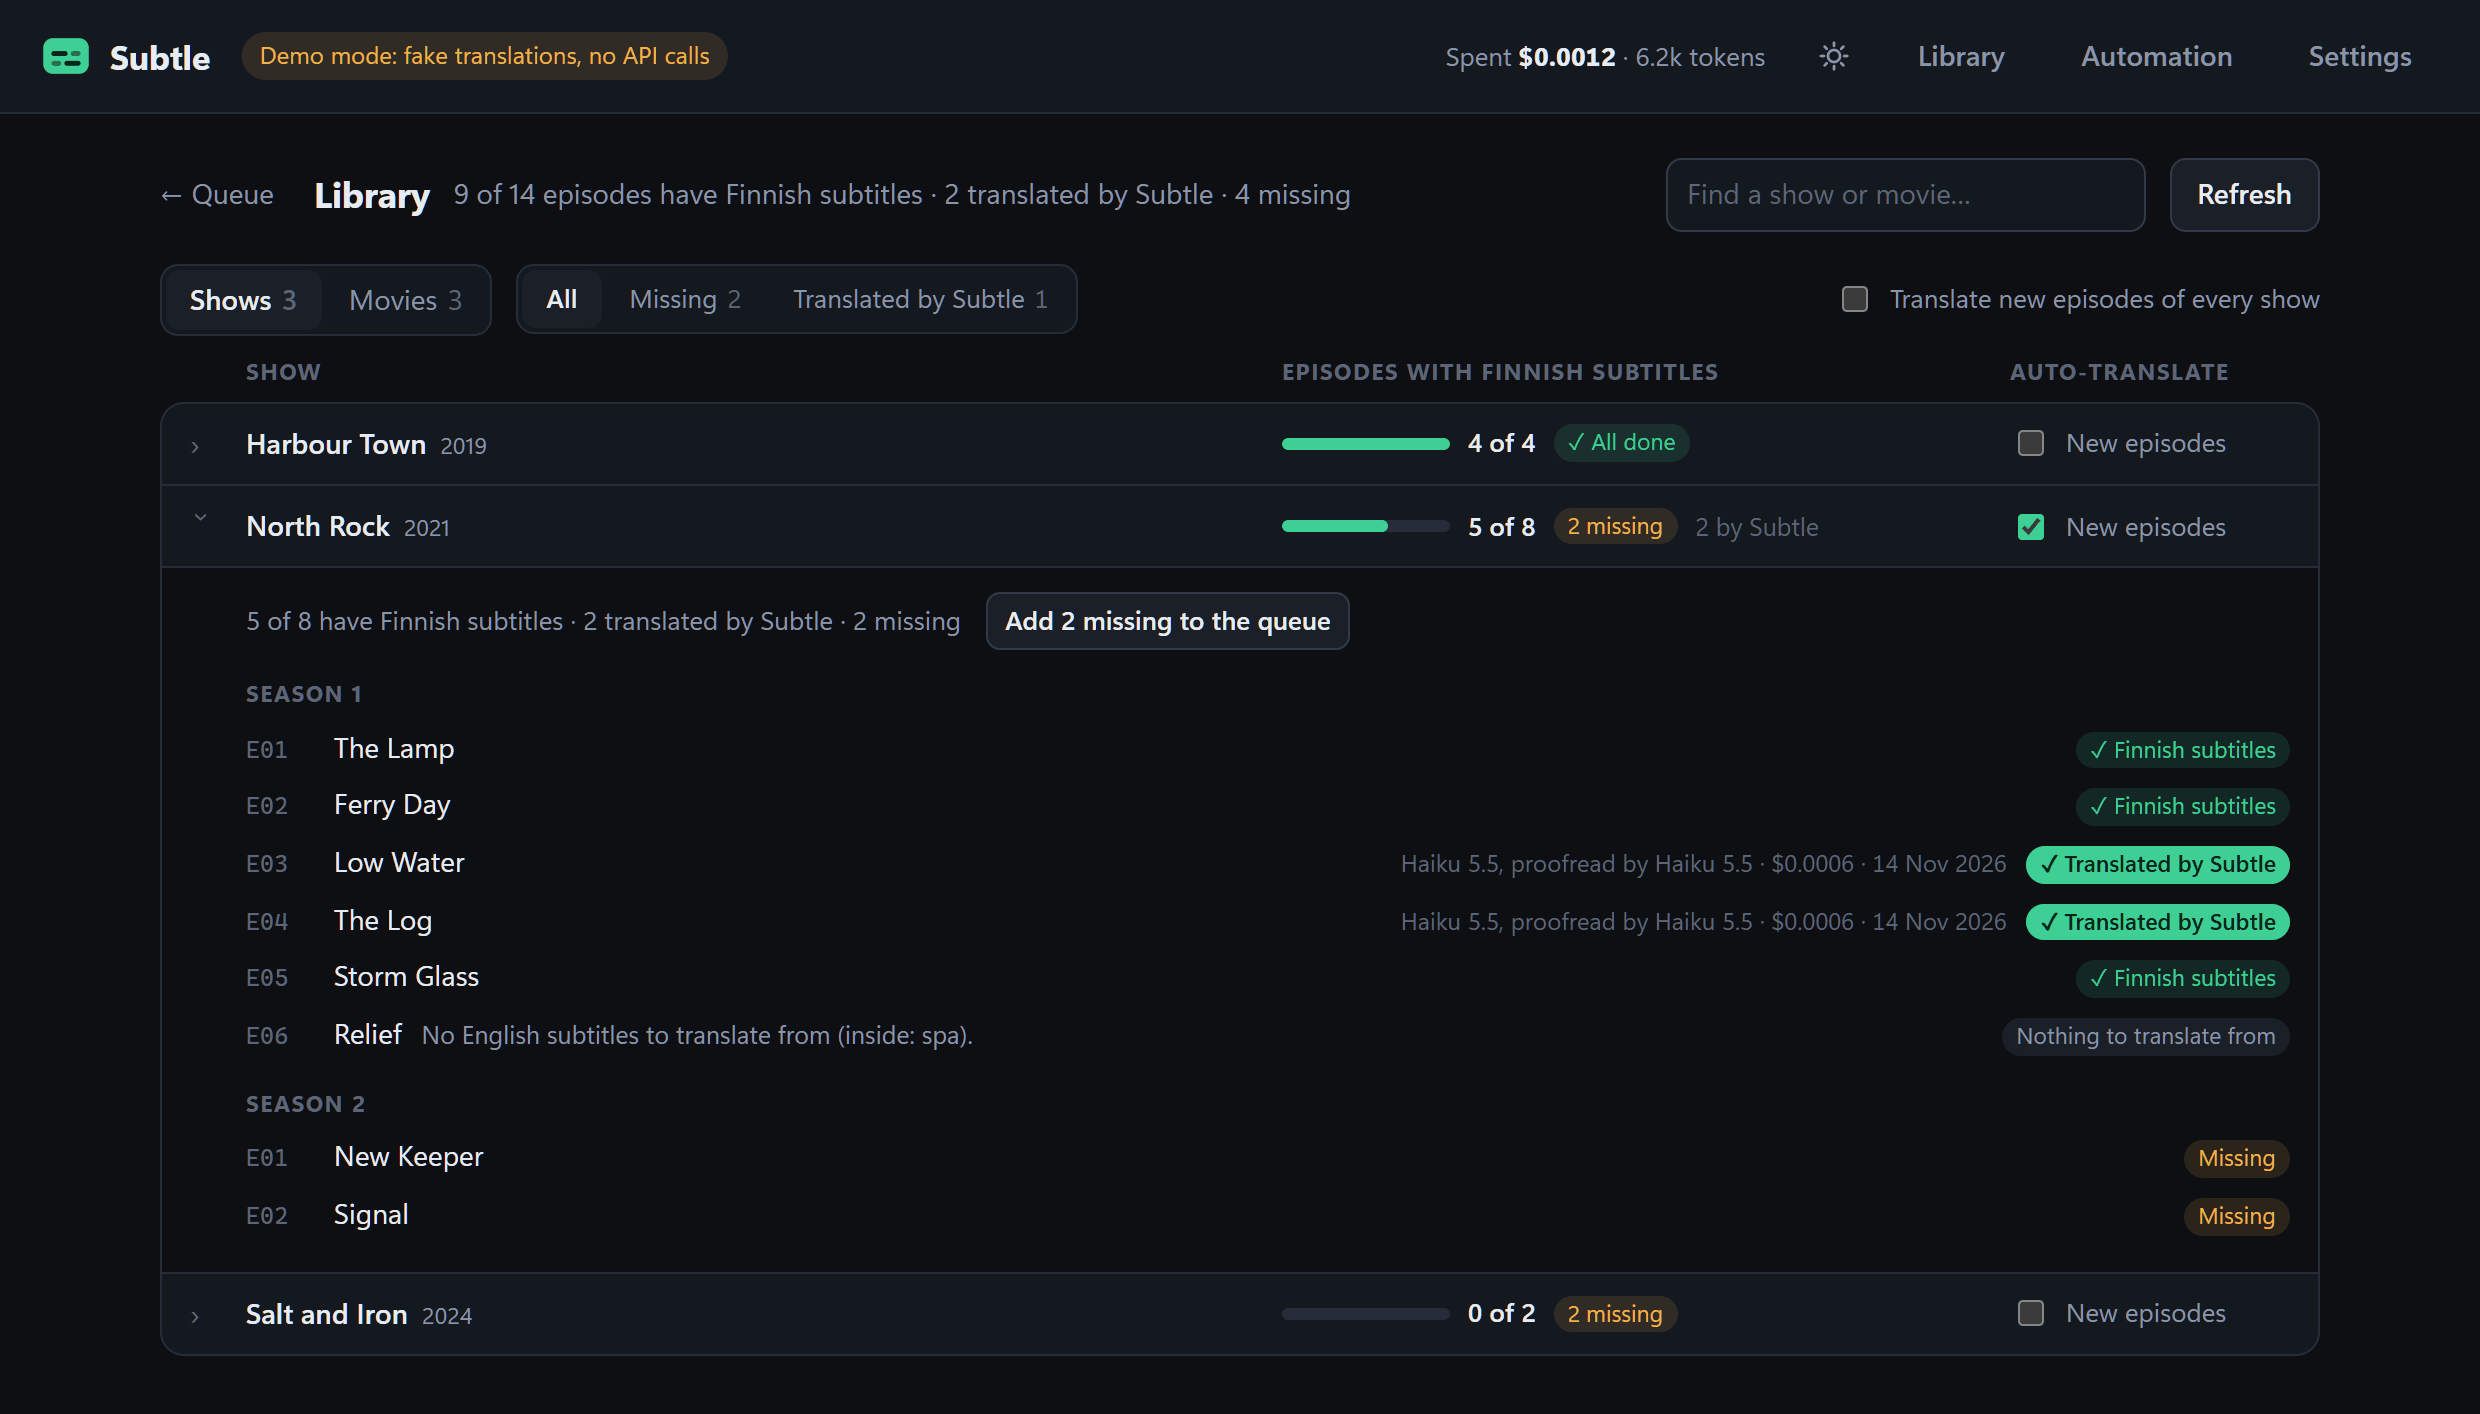 Subtle Demo mode: fake translations, no API calls Spent $0.0012 · 6.2k tokens Library Automation Settings
← Queue Library 9 of 14 episodes have Finnish subtitles · 2 translated by Subtle · 4 missing Find a show or movie... Refresh
Shows 3 Movies 3 All Missing 2 Translated by Subtle 1 Translate new episodes of every show
SHOW EPISODES WITH FINNISH SUBTITLES AUTO-TRANSLATE
› Harbour Town 2019 4 of 4 ✓ All done New episodes
North Rock 2021 5 of 8 2 missing 2 by Subtle New episodes
5 of 8 have Finnish subtitles · 2 translated by Subtle · 2 missing Add 2 missing to the queue
SEASON 1
E01 The Lamp ✓ Finnish subtitles
E02 Ferry Day ✓ Finnish subtitles
E03 Low Water Haiku 5.5, proofread by Haiku 5.5 · $0.0006 · 14 Nov 2026 ✓ Translated by Subtle
E04 The Log Haiku 5.5, proofread by Haiku 5.5 · $0.0006 · 14 Nov 2026 ✓ Translated by Subtle
E05 Storm Glass ✓ Finnish subtitles
E06 Relief No English subtitles to translate from (inside: spa). Nothing to translate from
SEASON 2
E01 New Keeper Missing
E02 Signal Missing
› Salt and Iron 2024 0 of 2 2 missing New episodes